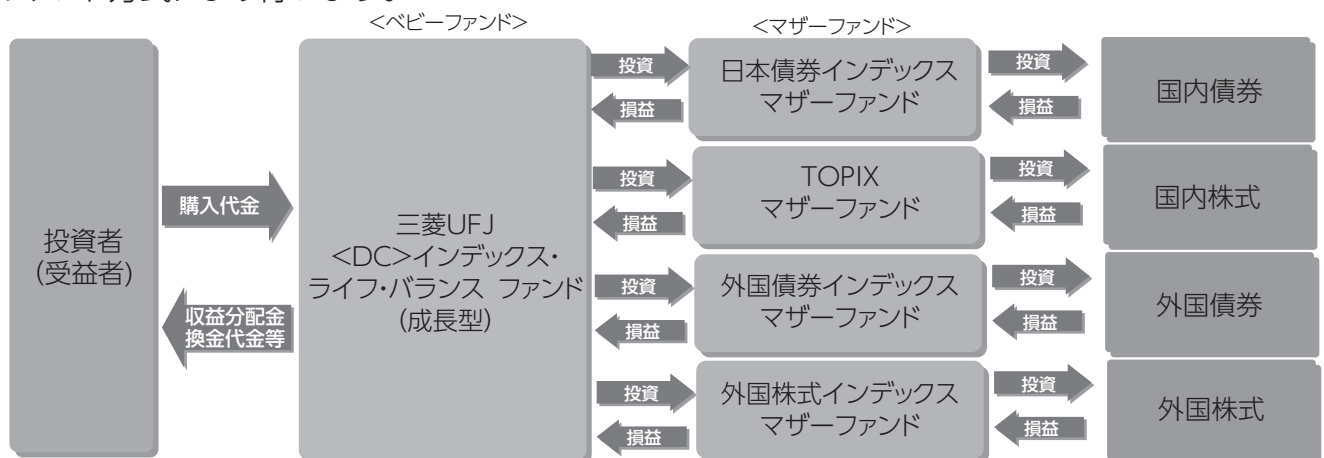 <ベビーファンド>
<マザーファンド>
投資者
(受益者)
購入代金
収益分配金
換金代金等
三菱UFJ
<DC>インデックス・
ライフ・バランス ファンド
(成長型)
投資
損益
日本債券インデックス
マザーファンド
投資
損益
国内債券
投資
損益
TOPIX
マザーファンド
投資
損益
国内株式
投資
損益
外国債券インデックス
マザーファンド
投資
損益
外国債券
投資
損益
外国株式インデックス
マザーファンド
投資
損益
外国株式